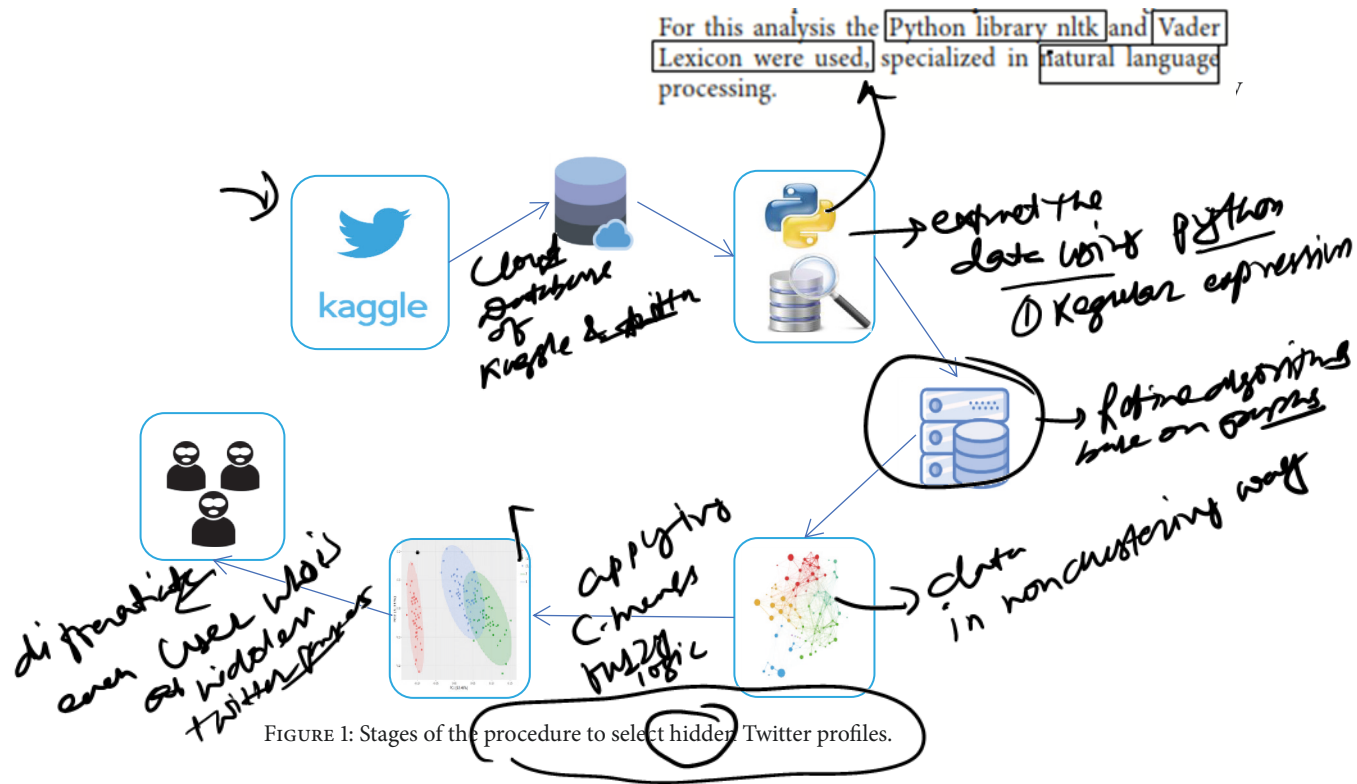 For this analysis the Python library nltk and Vader
Lexicon were used, specialized in natural language
processing.
kaggle
Cloud
Database
of
Kaggle &
extract the
data using python
① Regular expression
Refine algorithms
base on
data
in nonclustering way
applying
C-means
fuzzy
logic
differentiate
each user who is
hidden
twitter
FIGURE 1: Stages of the procedure to select hidden Twitter profiles.